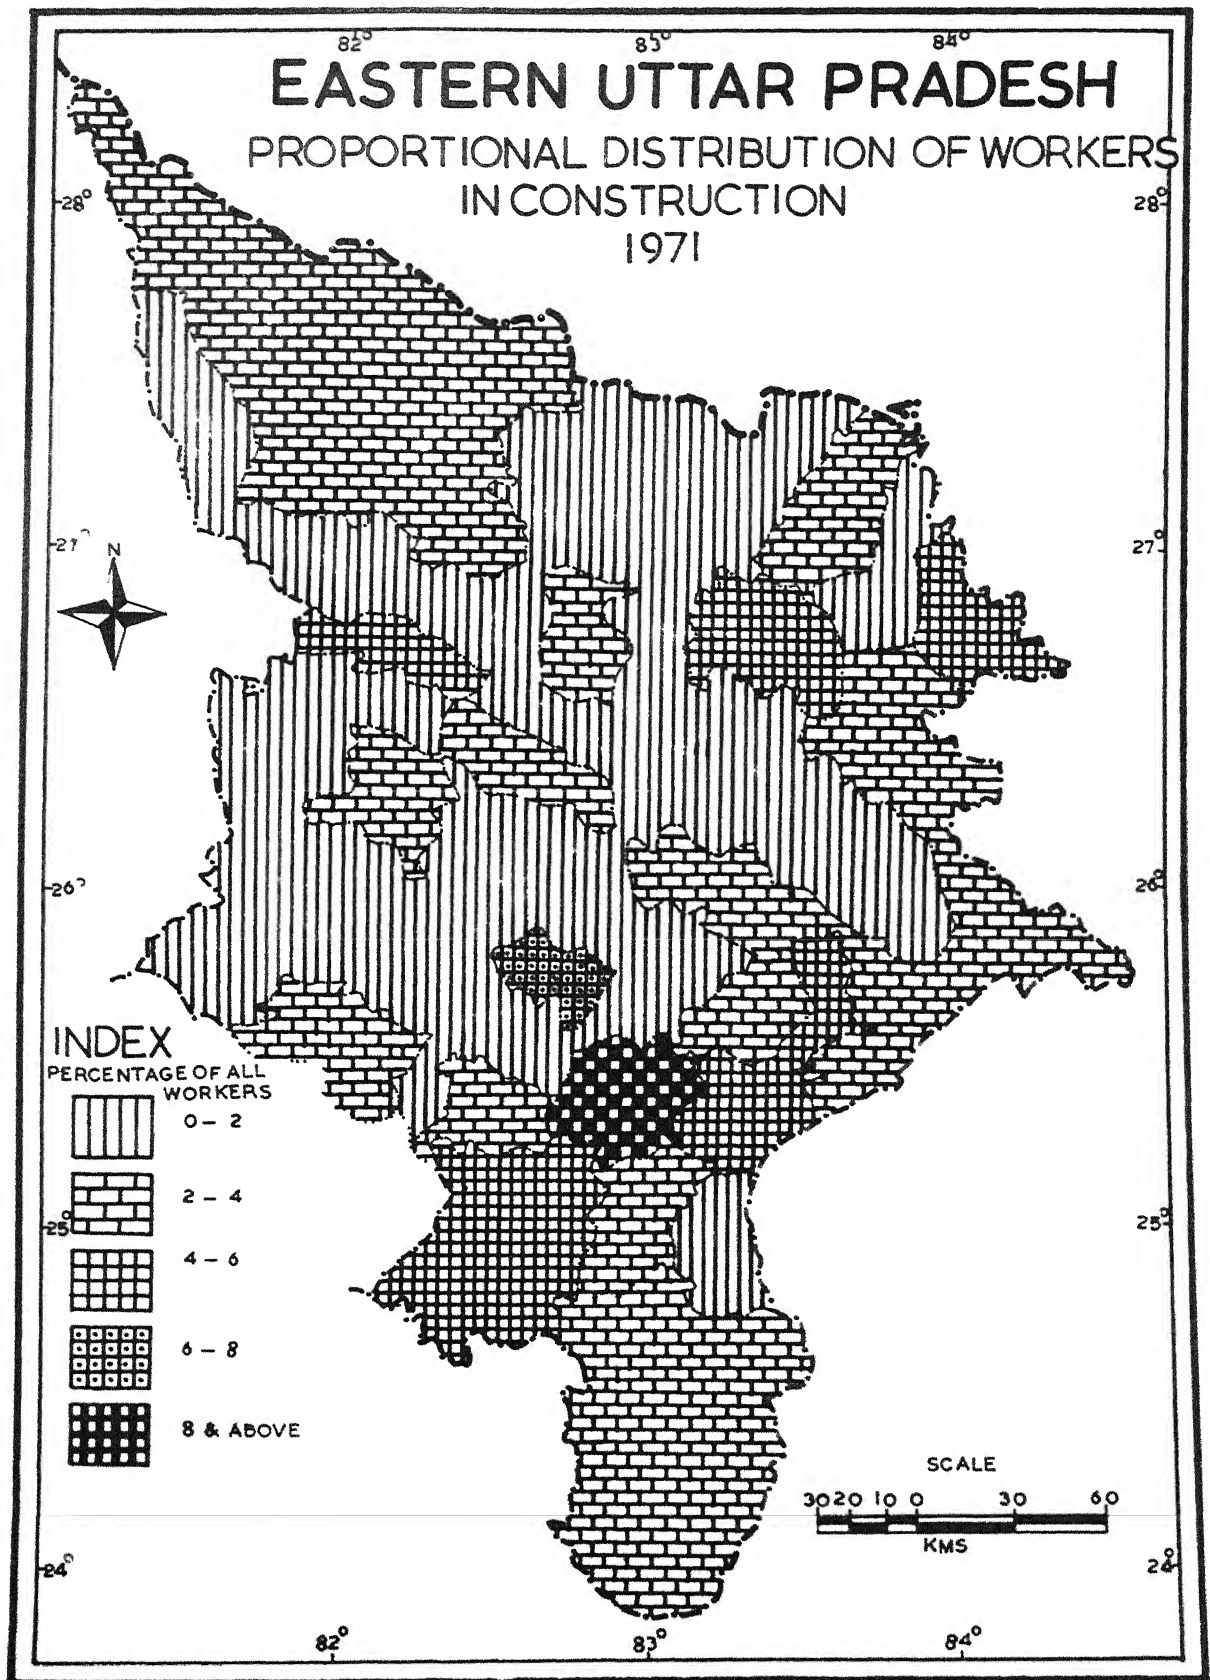 82° 83° 84°
EASTERN UTTAR PRADESH
PROPORTIONAL DISTRIBUTION OF WORKERS
IN CONSTRUCTION
1971
28° 28°
27° 27°
N
26° 26°
INDEX
PERCENTAGE OF ALL
WORKERS
0 – 2
2 – 4
25° 25°
4 – 6
6 – 8
8 & ABOVE
SCALE
30 20 10 0 30 60
KMS
24° 24°
82° 83° 84°